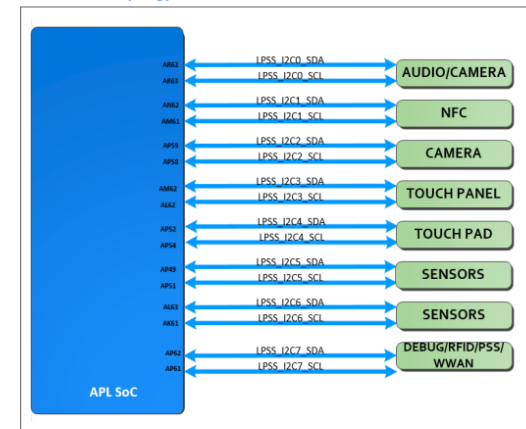 AR62 LPSS_I2C0_SDA AUDIO/CAMERA
AR63 LPSS_I2C0_SCL
AN62 LPSS_I2C1_SDA NFC
AM61 LPSS_I2C1_SCL
AP59 LPSS_I2C2_SDA CAMERA
AP58 LPSS_I2C2_SCL
AM62 LPSS_I2C3_SDA TOUCH PANEL
AL62 LPSS_I2C3_SCL
AP52 LPSS_I2C4_SDA TOUCH PAD
AP54 LPSS_I2C4_SCL
AP49 LPSS_I2C5_SDA SENSORS
AP51 LPSS_I2C5_SCL
AL63 LPSS_I2C6_SDA SENSORS
AK61 LPSS_I2C6_SCL
AP62 LPSS_I2C7_SDA DEBUG/RFID/PSS/
AP61 LPSS_I2C7_SCL WWAN
APL SoC